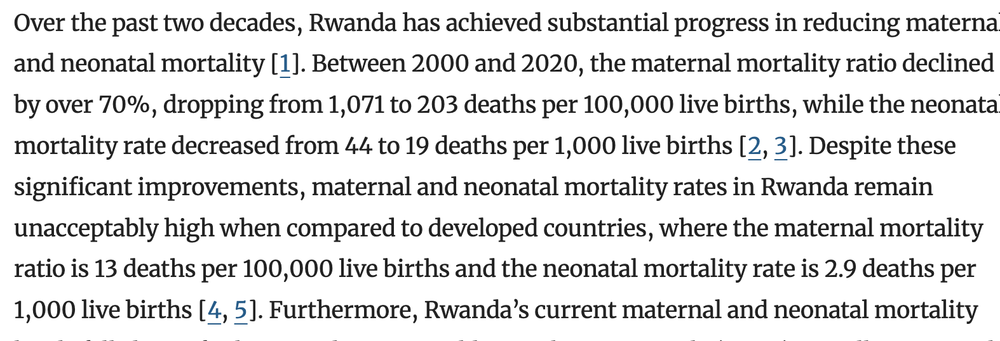 Over the past two decades, Rwanda has achieved substantial progress in reducing maternal
and neonatal mortality [1]. Between 2000 and 2020, the maternal mortality ratio declined
by over 70%, dropping from 1,071 to 203 deaths per 100,000 live births, while the neonatal
mortality rate decreased from 44 to 19 deaths per 1,000 live births [2, 3]. Despite these
significant improvements, maternal and neonatal mortality rates in Rwanda remain
unacceptably high when compared to developed countries, where the maternal mortality
ratio is 13 deaths per 100,000 live births and the neonatal mortality rate is 2.9 deaths per
1,000 live births [4, 5]. Furthermore, Rwanda’s current maternal and neonatal mortality